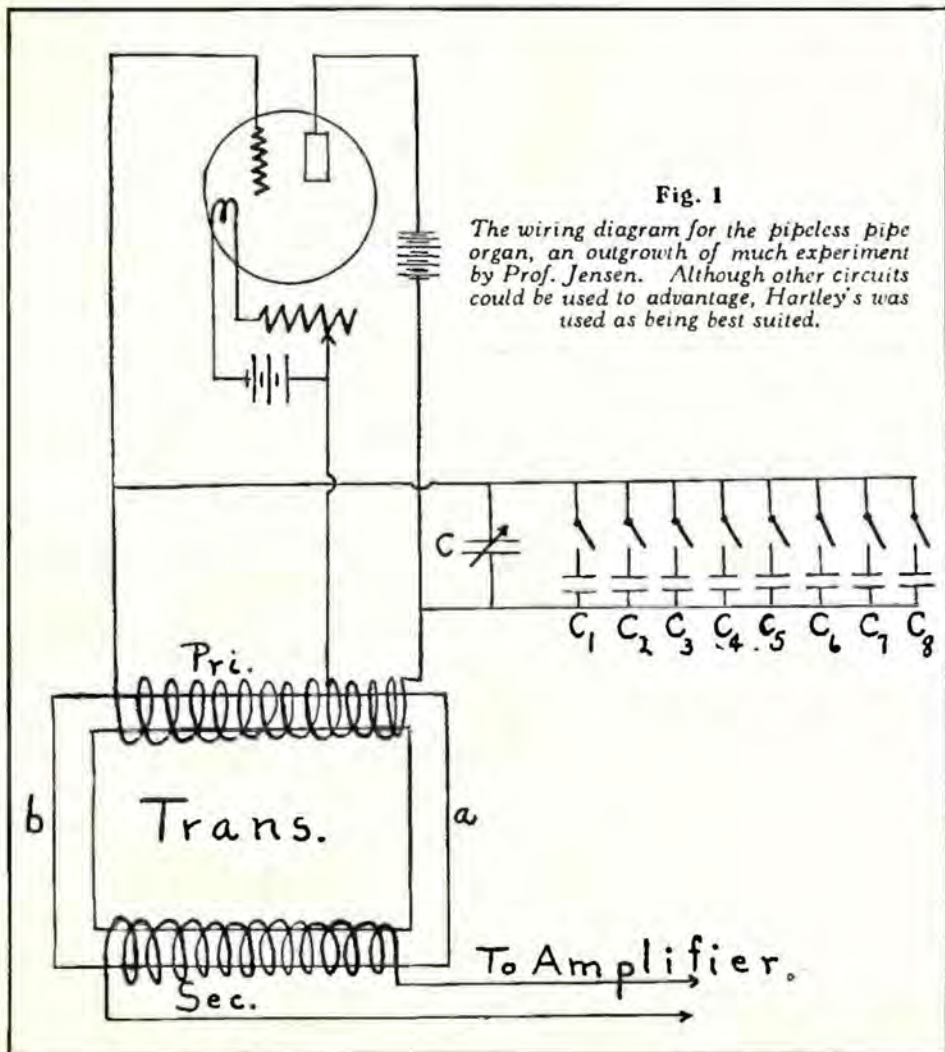 Fig. 1
The wiring diagram for the pipeless pipe
organ, an outgrowth of much experiment
by Prof. Jensen. Although other circuits
could be used to advantage, Hartley's was
used as being best suited.
C
C1 C2 C3 C4 C5 C6 C7 C8
Pri.
b Trans. a
To Amplifier.
Sec.